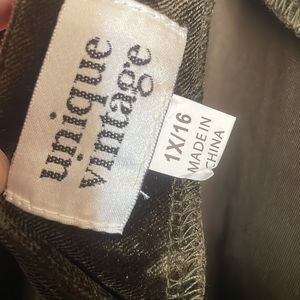 unique
vintage
1X/16
MADE IN
CHINA